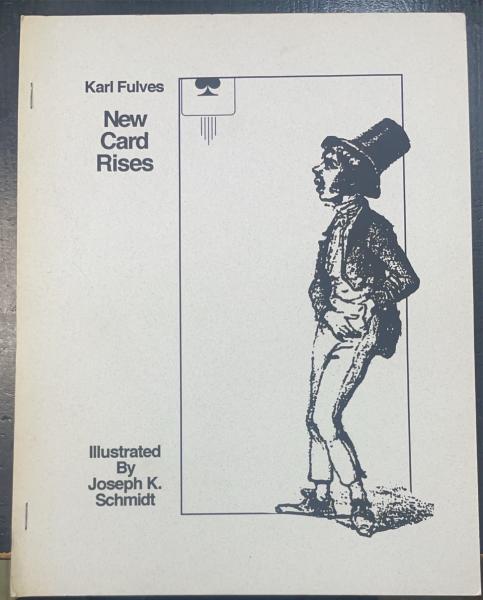 Karl Fulves
New
Card
Rises
Illustrated
By
Joseph K.
Schmidt